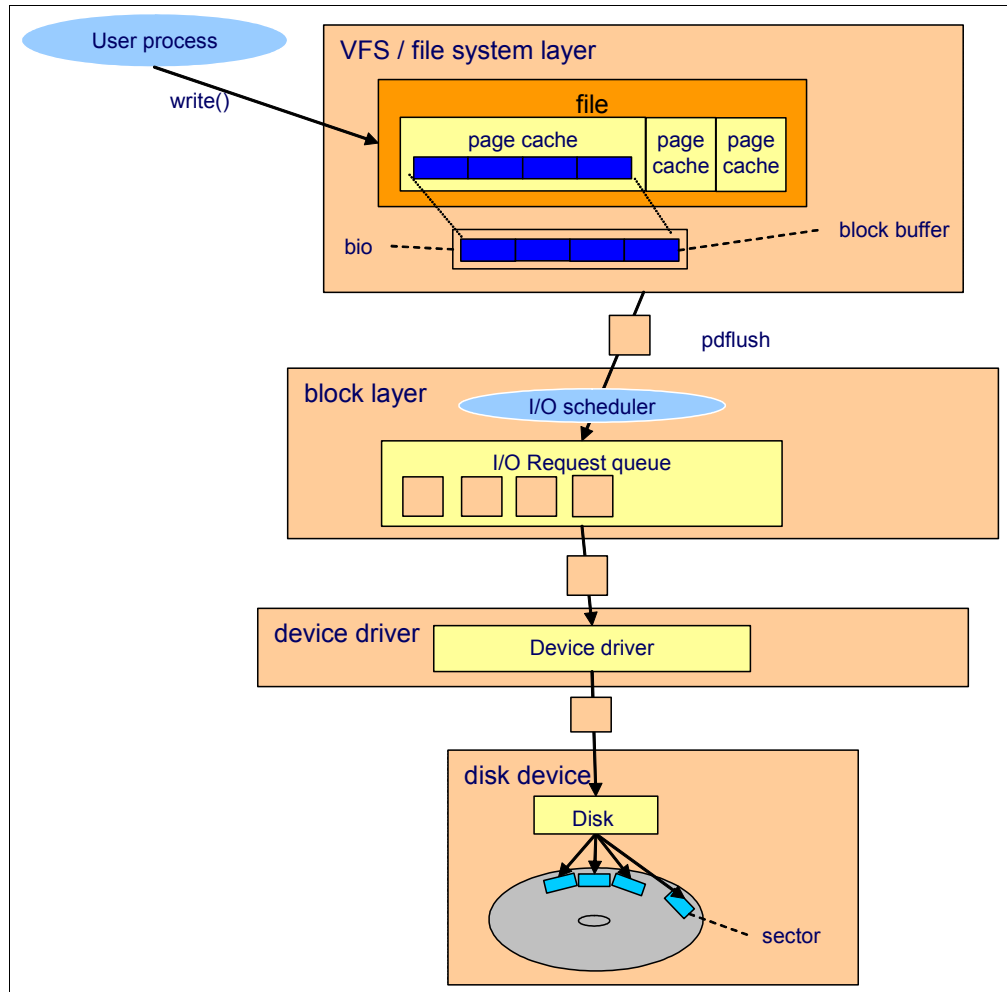 User process
VFS / file system layer
write()
file
page cache
page
cache
page
cache
bio
block buffer
pdflush
block layer
I/O scheduler
I/O Request queue
device driver
Device driver
disk device
Disk
sector